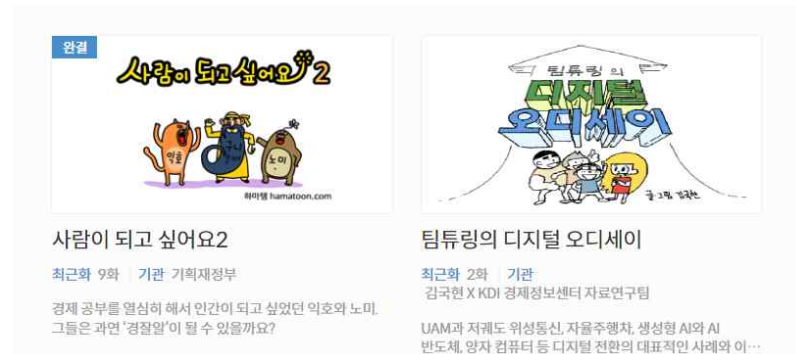 완결
사람이 되고 싶어요 2
익호
노미
하마탱 hamatoon.com
사람이 되고 싶어요2
최근화 9화 기관 기획재정부
경제 공부를 열심히 해서 인간이 되고 싶었던 익호와 노미.
그들은 과연 '경잘알'이 될 수 있을까요?
팀튜링의
디지털
오디세이
글·그림 김국현
팀튜링의 디지털 오디세이
최근화 2화 기관
김국현 X KDI 경제정보센터 자료연구팀
UAM과 저궤도 위성통신, 자율주행차, 생성형 AI와 AI
반도체, 양자 컴퓨터 등 디지털 전환의 대표적인 사례와 이…